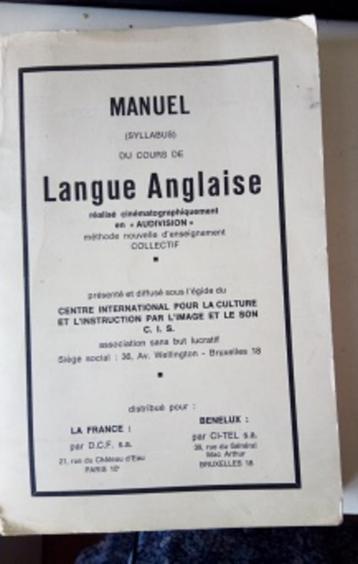 MANUEL
(SYLLABUS)
DU COURS DE
Langue Anglaise
réalisé cinématographiquement
en « AUDIVISION »
méthode nouvelle d'enseignement
COLLECTIF
présenté et diffusé sous l'égide du
CENTRE INTERNATIONAL POUR LA CULTURE
ET L'INSTRUCTION PAR L'IMAGE ET LE SON
C. I. S.
association sans but lucratif
Siège social : 36, Av. Wellington - Bruxelles 18
distribué pour :
LA FRANCE :
par D.C.F. s.a.
21, rue du Château d'Eau
PARIS 10e
BENELUX :
par CI-TEL s.a.
38, rue du Général
Mac Arthur
BRUXELLES 18